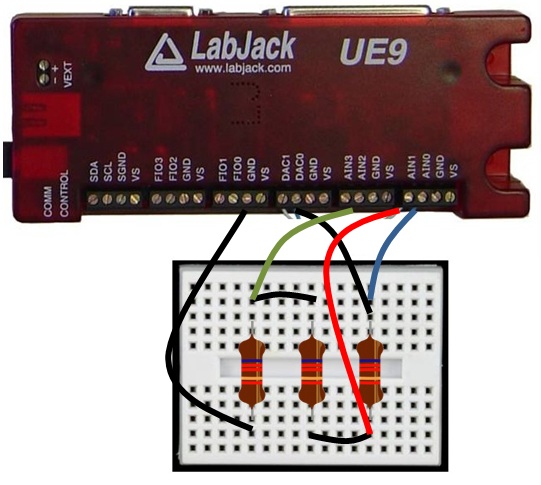 LabJack
www.labjack.com
UE9
VEXT
- +
COMM
CONTROL
SDA
SCL
SGND
VS
FIO3
FIO2
GND
VS
FIO1
FIO0
GND
VS
DAC1
DAC0
GND
VS
AIN3
AIN2
GND
VS
AIN1
AIN0
GND
VS